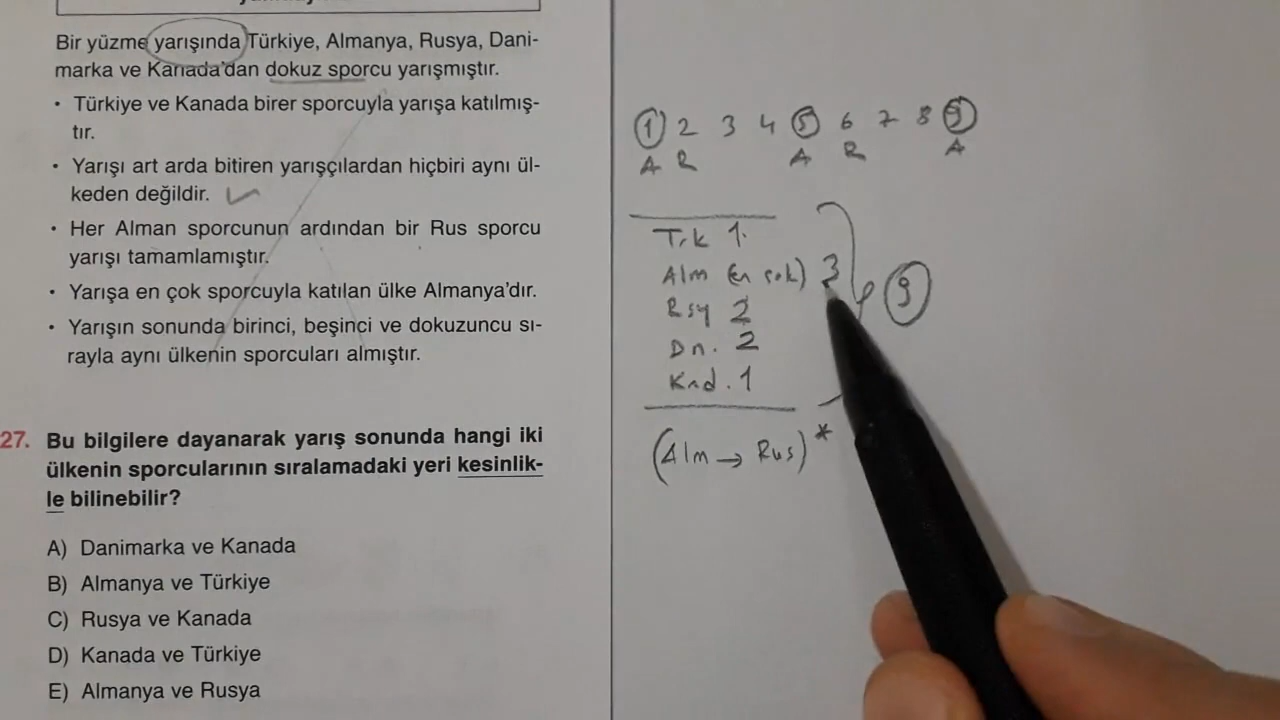 Bir yüzme yarışında Türkiye, Almanya, Rusya, Dani-
marka ve Kanada'dan dokuz sporcu yarışmıştır.
• Türkiye ve Kanada birer sporcuyla yarışa katılmış-
tır.
• Yarışı art arda bitiren yarışçılardan hiçbiri aynı ül-
keden değildir.
• Her Alman sporcunun ardından bir Rus sporcu
yarışı tamamlamıştır.
• Yarışa en çok sporcuyla katılan ülke Almanya'dır.
• Yarışın sonunda birinci, beşinci ve dokuzuncu sı-
rayla aynı ülkenin sporcuları almıştır.
27. Bu bilgilere dayanarak yarış sonunda hangi iki
ülkenin sporcularının sıralamadaki yeri kesinlik-
le bilinebilir?
A) Danimarka ve Kanada
B) Almanya ve Türkiye
C) Rusya ve Kanada
D) Kanada ve Türkiye
E) Almanya ve Rusya
1 2 3 4 5 6 7 8 9
A R A R A
Trk 1.
Alm (en çok) 3
Rsy 2
Dn. 2
Knd. 1
9
(Alm → Rus)*